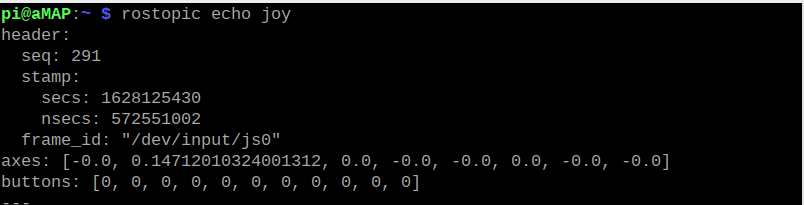 pi@aMAP:~ $ rostopic echo joy
header:
  seq: 291
  stamp:
    secs: 1628125430
    nsecs: 572551002
  frame_id: "/dev/input/js0"
axes: [-0.0, 0.14712010324001312, 0.0, -0.0, -0.0, 0.0, -0.0, -0.0]
buttons: [0, 0, 0, 0, 0, 0, 0, 0, 0, 0, 0]
---